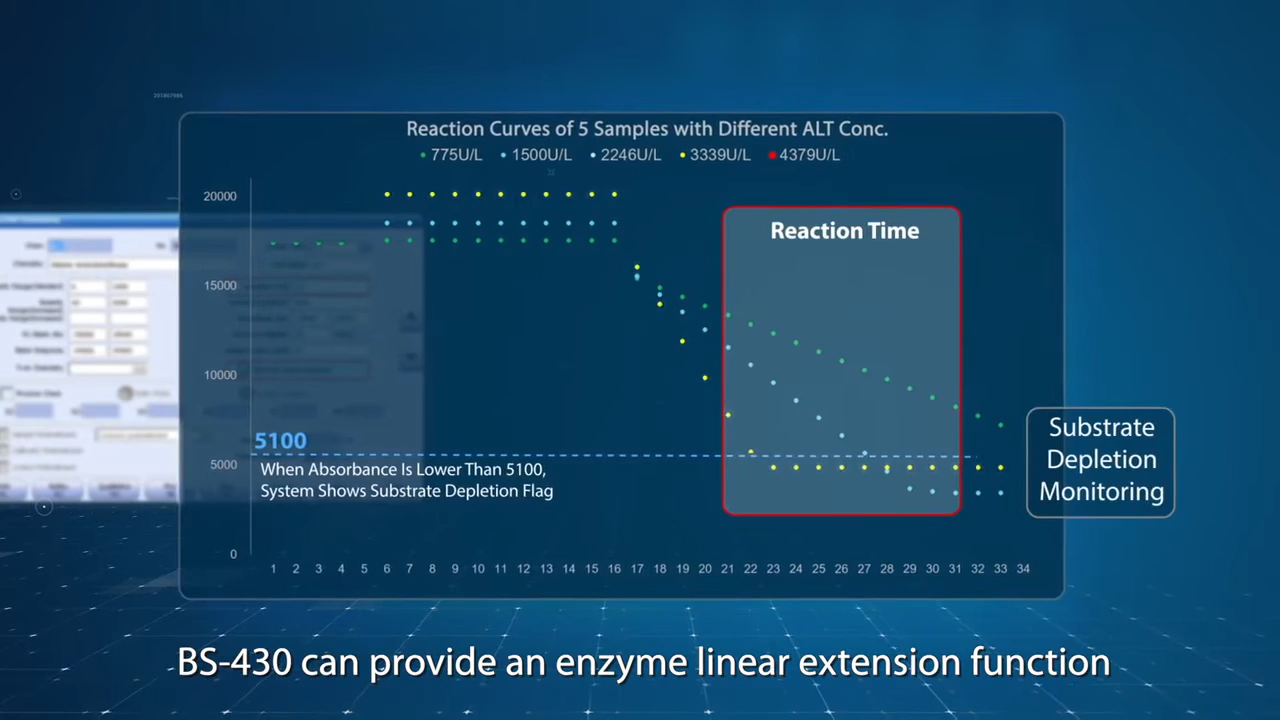 201807986
Reaction Curves of 5 Samples with Different ALT Conc.
775U/L 1500U/L 2246U/L 3339U/L 4379U/L
20000
15000
10000
5000
0
Reaction Time
5100
When Absorbance Is Lower Than 5100,
System Shows Substrate Depletion Flag
Substrate
Depletion
Monitoring
1 2 3 4 5 6 7 8 9 10 11 12 13 14 15 16 17 18 19 20 21 22 23 24 25 26 27 28 29 30 31 32 33 34
BS-430 can provide an enzyme linear extension function